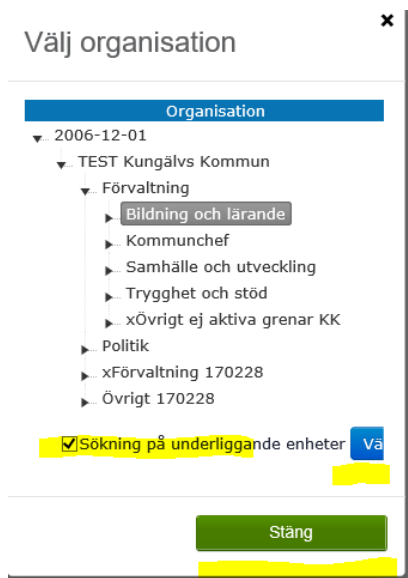 Välj organisation
Organisation
2006-12-01
TEST Kungälvs Kommun
Förvaltning
Bildning och lärande
Kommunchef
Samhälle och utveckling
Trygghet och stöd
xÖvrigt ej aktiva grenar KK
Politik
xFörvaltning 170228
Övrigt 170228
Sökning på underliggande enheter Vä
Stäng